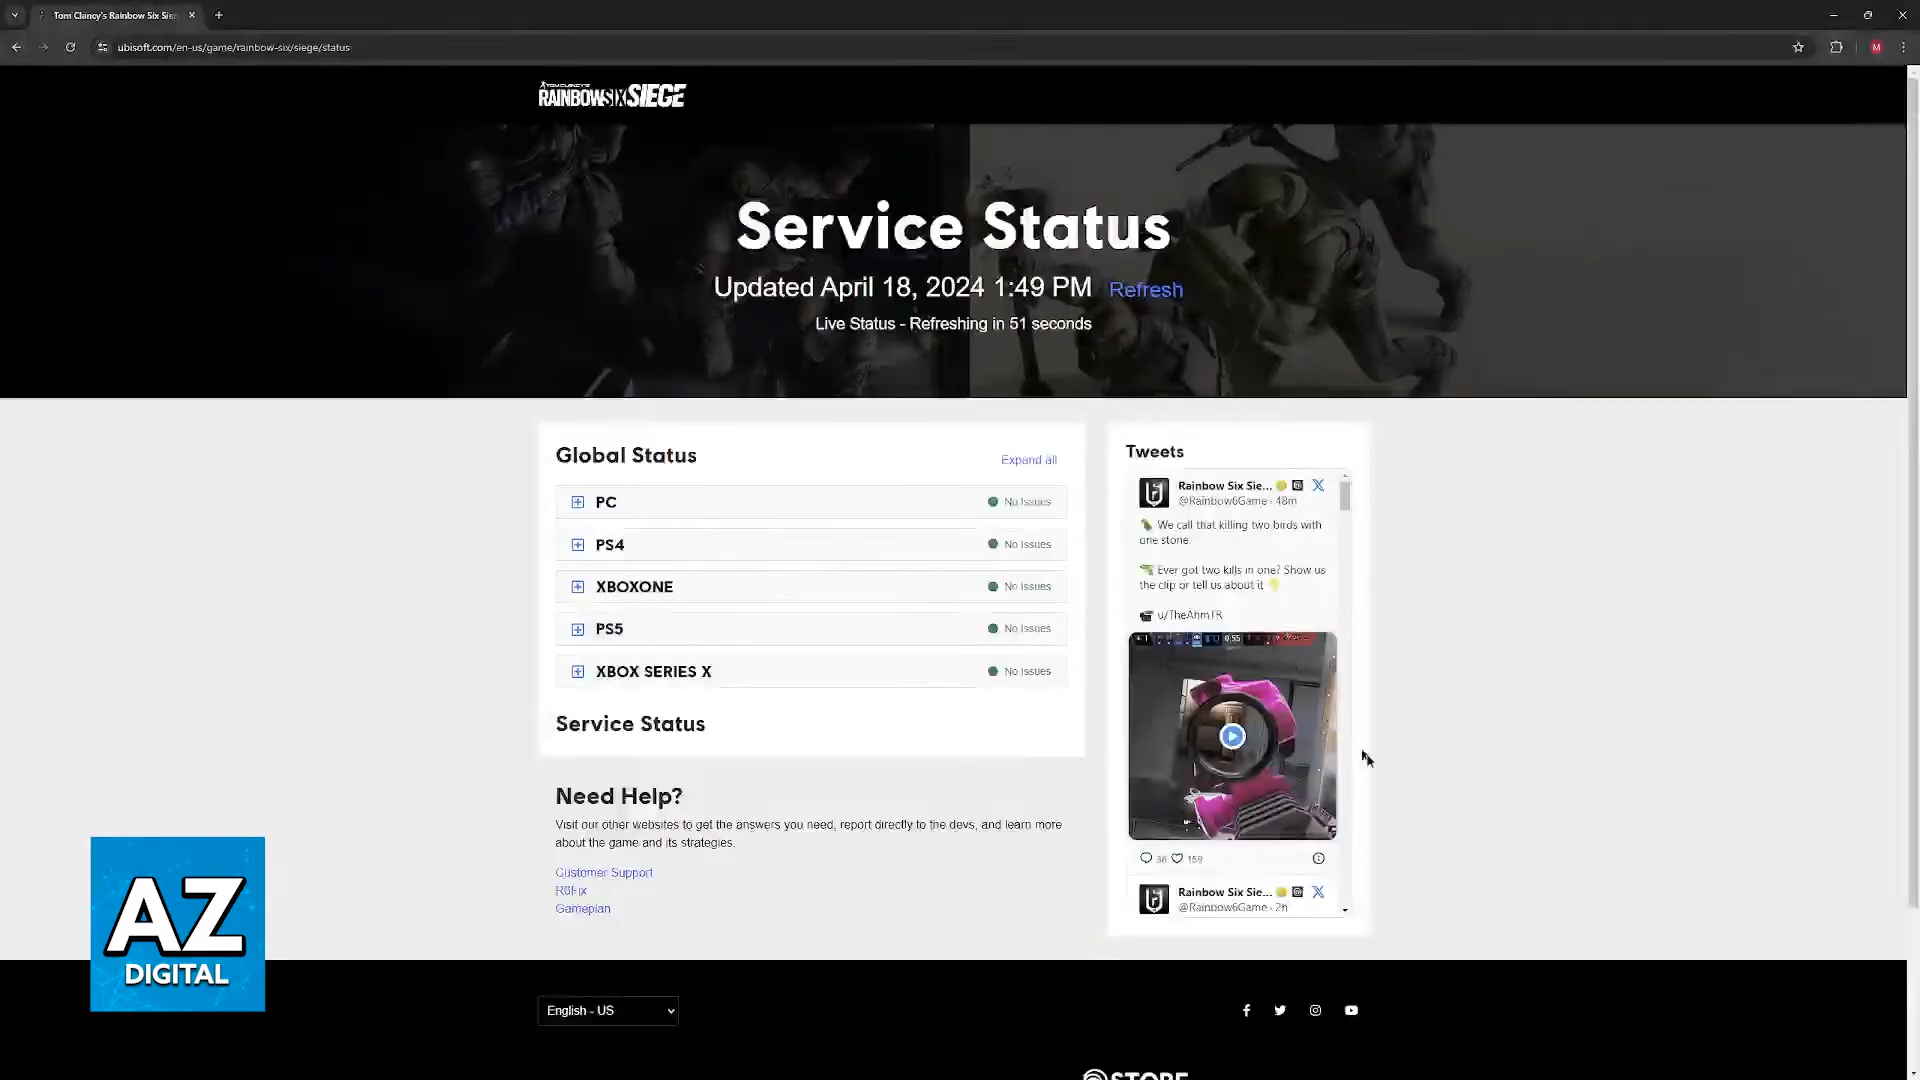 Tom Clancy's Rainbow Six Sie
ubisoft.com/en-us/game/rainbow-six/siege/status
M
RAINBOWSIX SIEGE
Service Status
Updated April 18, 2024 1:49 PM Refresh
Live Status - Refreshing in 51 seconds
Global Status
Expand all
PC No Issues
PS4 No Issues
XBOXONE No Issues
PS5 No Issues
XBOX SERIES X No Issues
Service Status
Need Help?
Visit our other websites to get the answers you need, report directly to the devs, and learn more
about the game and its strategies.
Customer Support
R6Fix
Gameplan
Tweets
Rainbow Six Sie...
@Rainbow6Game · 48m
We call that killing two birds with
one stone.
Ever got two kills in one? Show us
the clip or tell us about it
u/TheAhmTR
0:55
38 159
Rainbow Six Sie...
@Rainbow6Game · 2h
AZ
DIGITAL
English - US
STORE